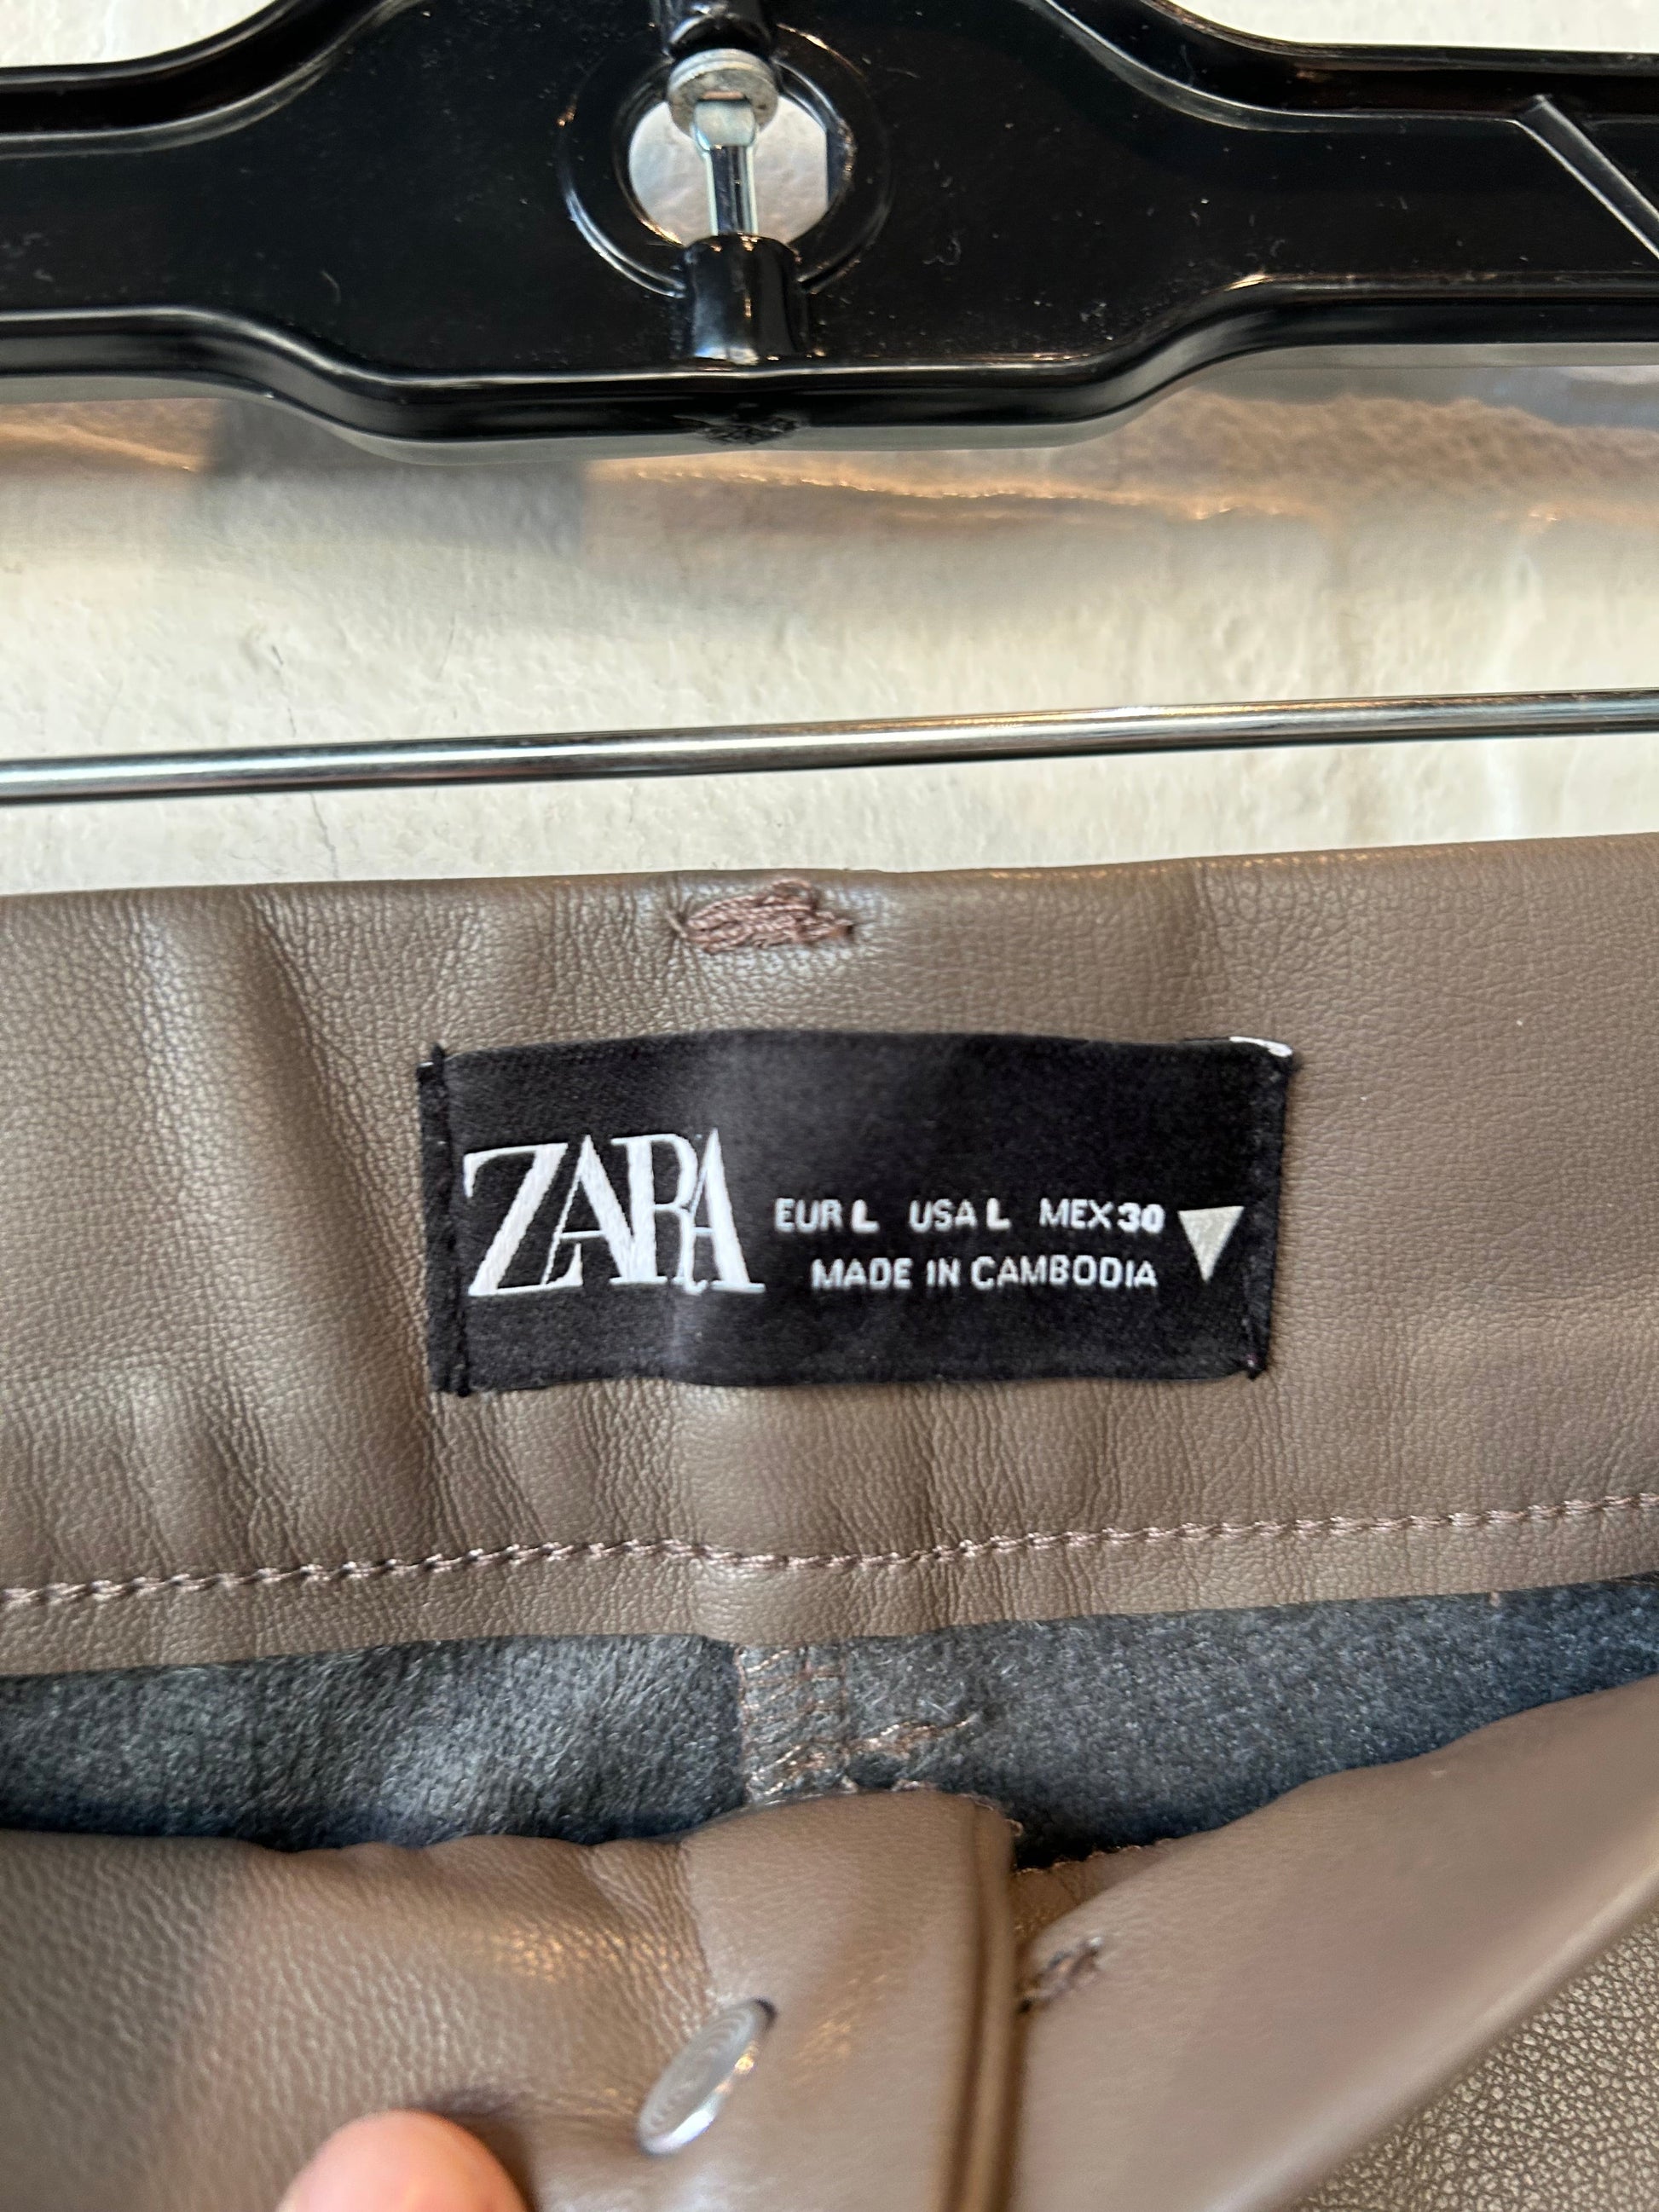 ZARA
EUR L USA L MEX 30
MADE IN CAMBODIA